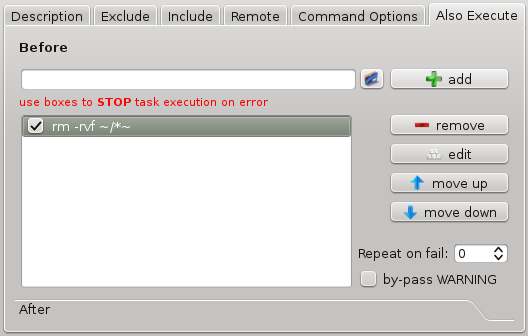 Description Exclude Include Remote Command Options Also Execute
Before
add
use boxes to STOP task execution on error
rm -rvf ~/*~
remove
edit
move up
move down
Repeat on fail: 0
by-pass WARNING
After